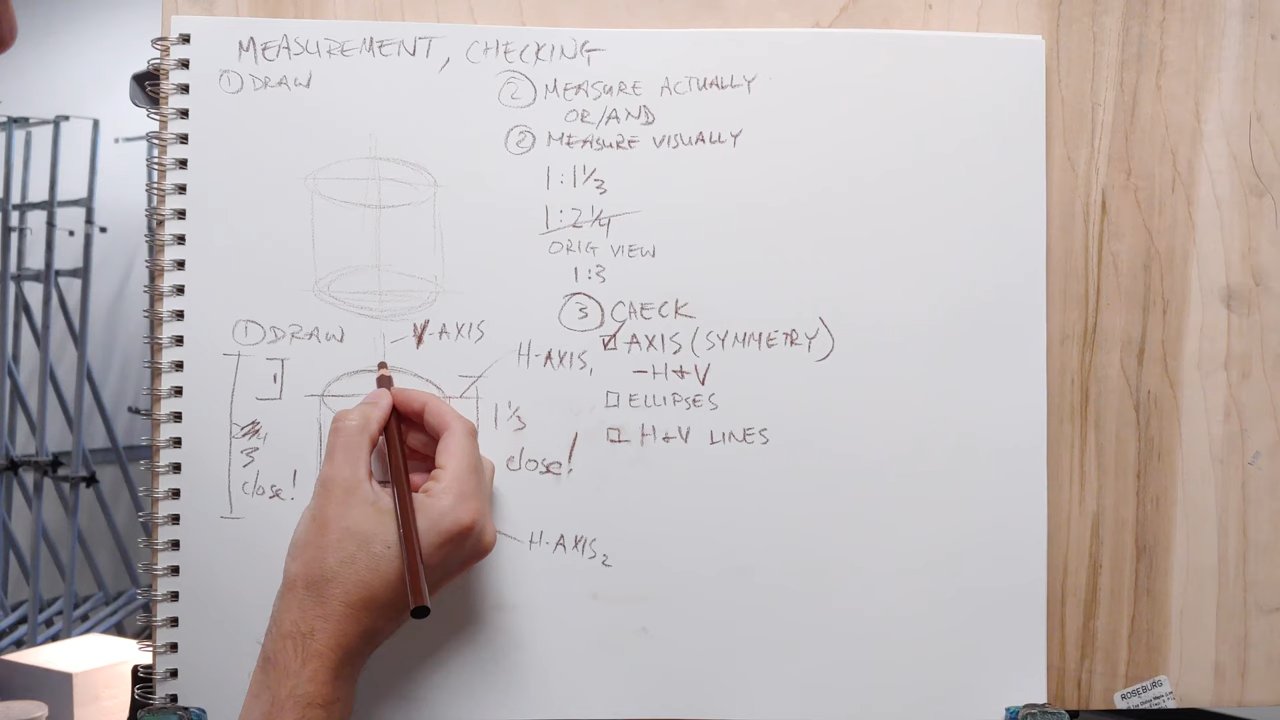 MEASUREMENT, CHECKING
① DRAW
② MEASURE ACTUALLY
OR/AND
② MEASURE VISUALLY
1:1⅓
1:2¼
ORIG VIEW
1:3
③ CHECK
☑ AXIS (SYMMETRY)
- H+V
☐ ELLIPSES
☐ H+V LINES
① DRAW
V-AXIS
H-AXIS₁
1
1⅓
close!
3
close!
H-AXIS₂
ROSEBURG